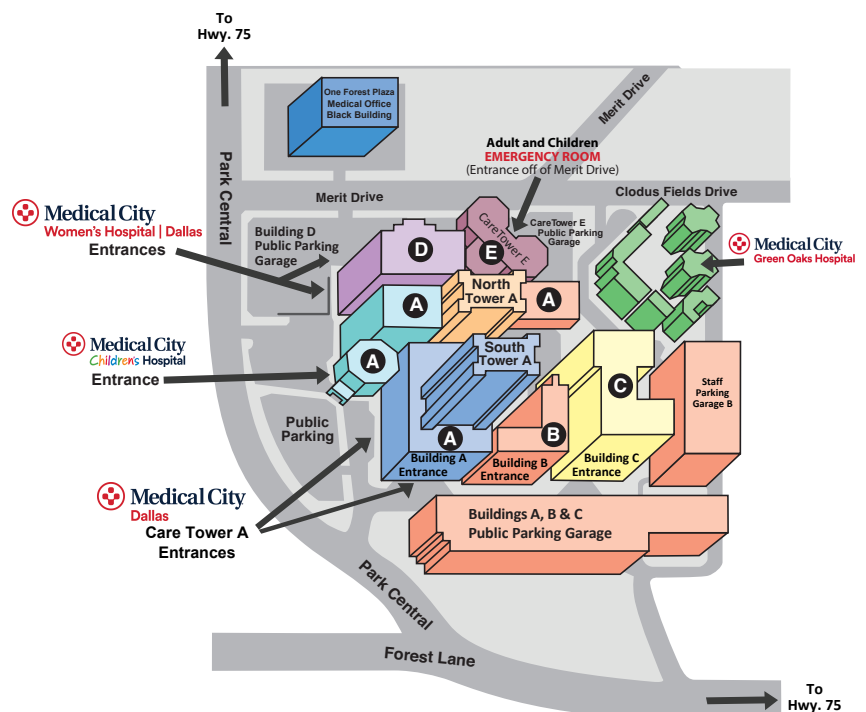 To
Hwy. 75
One Forest Plaza
Medical Office
Black Building
Merit Drive
Adult and Children
EMERGENCY ROOM
(Entrance off of Merit Drive)
Park Central
Merit Drive
Clodus Fields Drive
Medical City
Women's Hospital | Dallas
Entrances
Building D
Public Parking
Garage
D
CareTower E
E
CareTower E
Public Parking
Garage
Medical City
Green Oaks Hospital
North
Tower A
A
A
Medical City
Children's Hospital
Entrance
A
South
Tower A
C
Staff
Parking
Garage B
Public
Parking
A
B
Building A
Entrance
Building B
Entrance
Building C
Entrance
Medical City
Dallas
Care Tower A
Entrances
Buildings A, B & C
Public Parking Garage
Park Central
Forest Lane
To
Hwy. 75